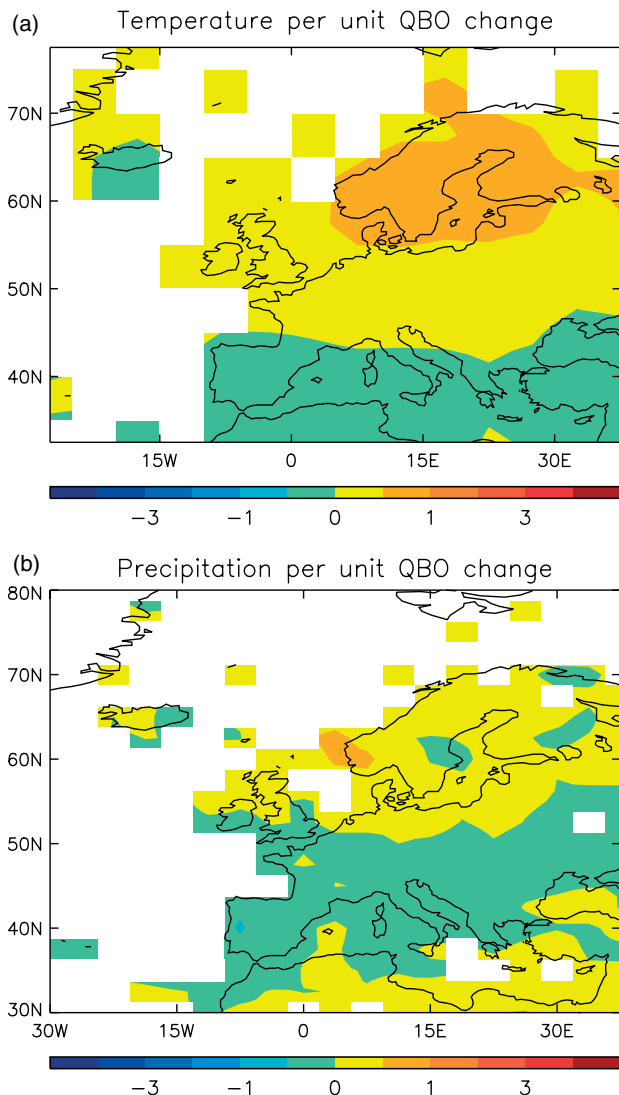 (a)
Temperature per unit QBO change
70N
60N
50N
40N
15W 0 15E 30E
−3 −1 0 1 3
(b)
Precipitation per unit QBO change
80N
70N
60N
50N
40N
30N
30W 15W 0 15E 30E
−3 −1 0 1 3